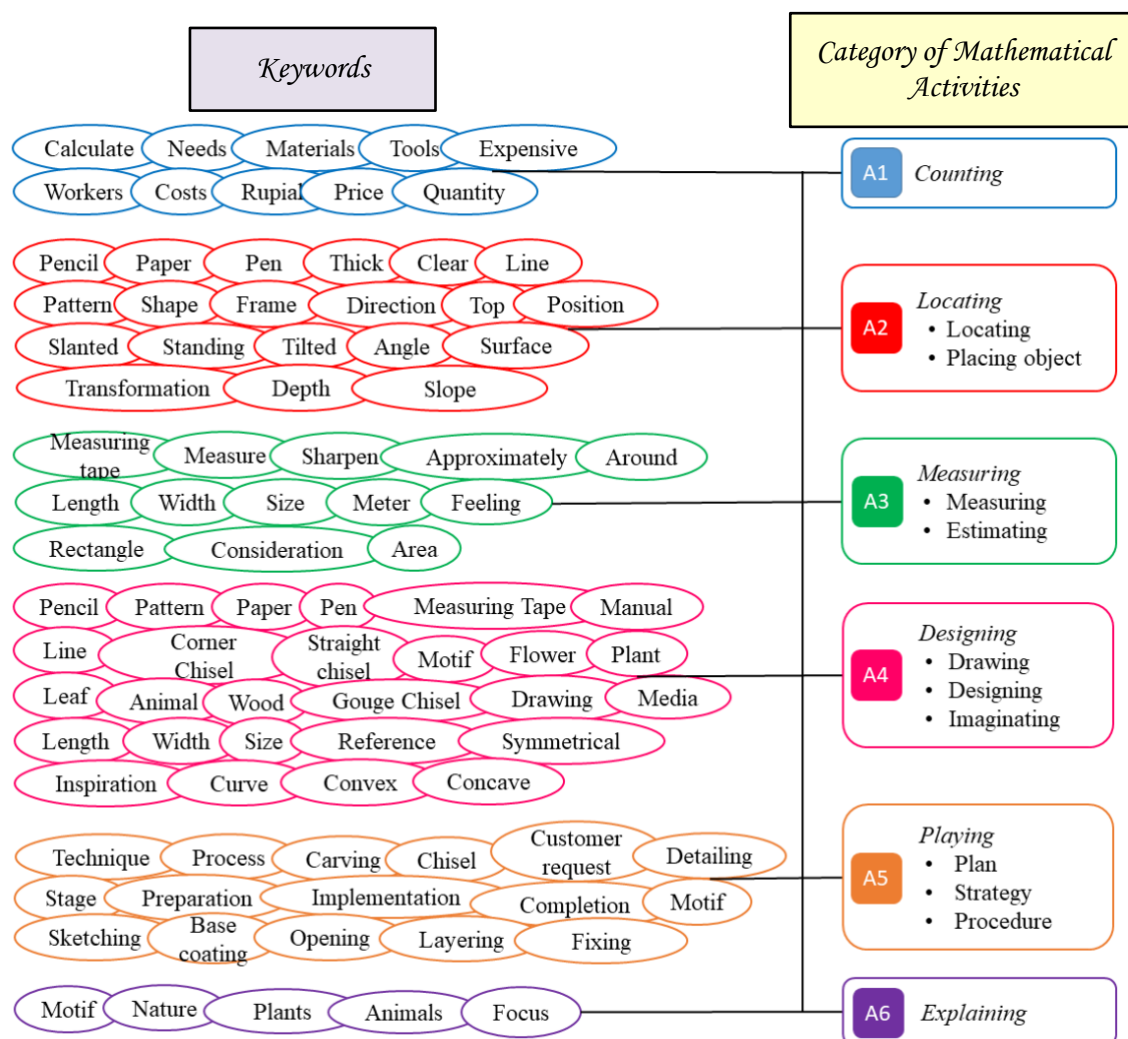 Keywords
Category of Mathematical
Activities
Calculate Needs Materials Tools Expensive
Workers Costs Rupial Price Quantity
A1 Counting
Pencil Paper Pen Thick Clear Line
Pattern Shape Frame Direction Top Position
Slanted Standing Tilted Angle Surface
Transformation Depth Slope
A2 Locating
• Locating
• Placing object
Measuring
tape Measure Sharpen Approximately Around
Length Width Size Meter Feeling
Rectangle Consideration Area
A3 Measuring
• Measuring
• Estimating
Pencil Pattern Paper Pen Measuring Tape Manual
Line Corner
Chisel Straight
chisel Motif Flower Plant
Leaf Animal Wood Gouge Chisel Drawing Media
Length Width Size Reference Symmetrical
Inspiration Curve Convex Concave
A4 Designing
• Drawing
• Designing
• Imaginating
Technique Process Carving Chisel Customer
request Detailing
Stage Preparation Implementation Completion Motif
Sketching Base
coating Opening Layering Fixing
A5 Playing
• Plan
• Strategy
• Procedure
Motif Nature Plants Animals Focus
A6 Explaining